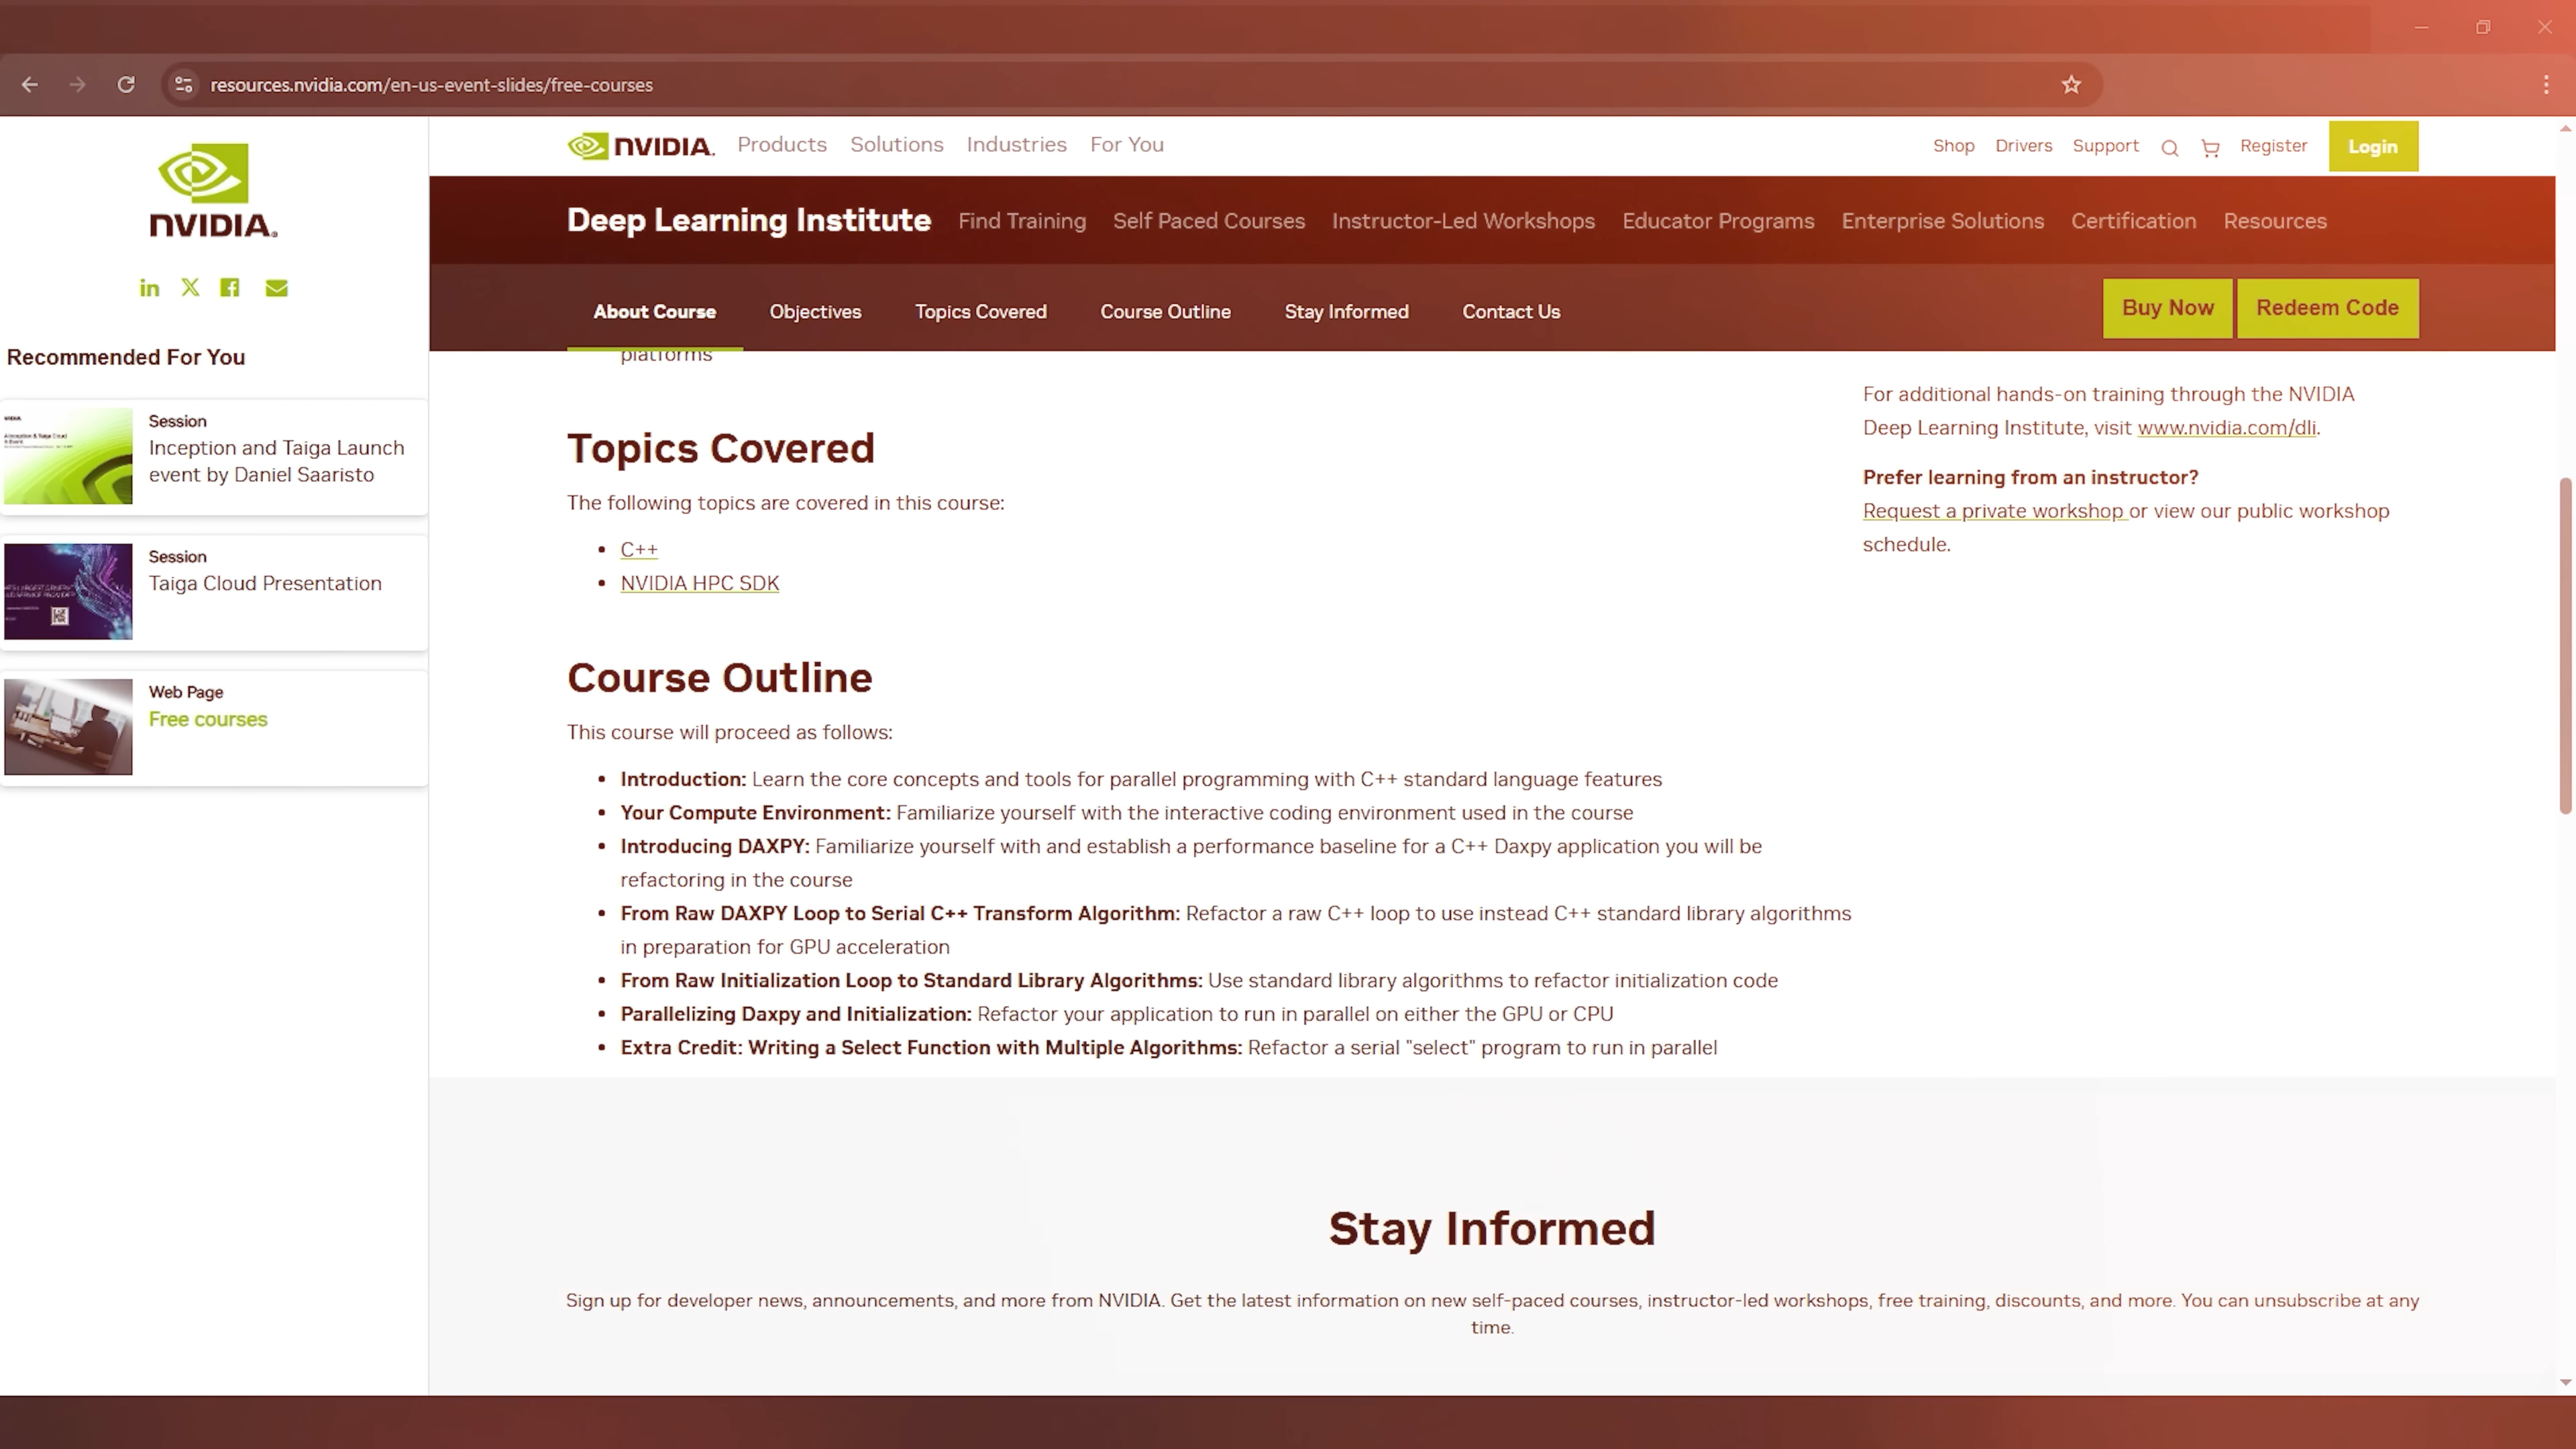 resources.nvidia.com/en-us-event-slides/free-courses
NVIDIA.
Recommended For You
Session
Inception and Taiga Launch
event by Daniel Saaristo
Session
Taiga Cloud Presentation
Web Page
Free courses
NVIDIA. Products Solutions Industries For You Shop Drivers Support Register Login
Deep Learning Institute Find Training Self Paced Courses Instructor-Led Workshops Educator Programs Enterprise Solutions Certification Resources
About Course Objectives Topics Covered Course Outline Stay Informed Contact Us Buy Now Redeem Code
platforms
Topics Covered
The following topics are covered in this course:
• C++
• NVIDIA HPC SDK
Course Outline
This course will proceed as follows:
• Introduction: Learn the core concepts and tools for parallel programming with C++ standard language features
• Your Compute Environment: Familiarize yourself with the interactive coding environment used in the course
• Introducing DAXPY: Familiarize yourself with and establish a performance baseline for a C++ Daxpy application you will be
refactoring in the course
• From Raw DAXPY Loop to Serial C++ Transform Algorithm: Refactor a raw C++ loop to use instead C++ standard library algorithms
in preparation for GPU acceleration
• From Raw Initialization Loop to Standard Library Algorithms: Use standard library algorithms to refactor initialization code
• Parallelizing Daxpy and Initialization: Refactor your application to run in parallel on either the GPU or CPU
• Extra Credit: Writing a Select Function with Multiple Algorithms: Refactor a serial "select" program to run in parallel
For additional hands-on training through the NVIDIA
Deep Learning Institute, visit www.nvidia.com/dli.
Prefer learning from an instructor?
Request a private workshop or view our public workshop
schedule.
Stay Informed
Sign up for developer news, announcements, and more from NVIDIA. Get the latest information on new self-paced courses, instructor-led workshops, free training, discounts, and more. You can unsubscribe at any
time.